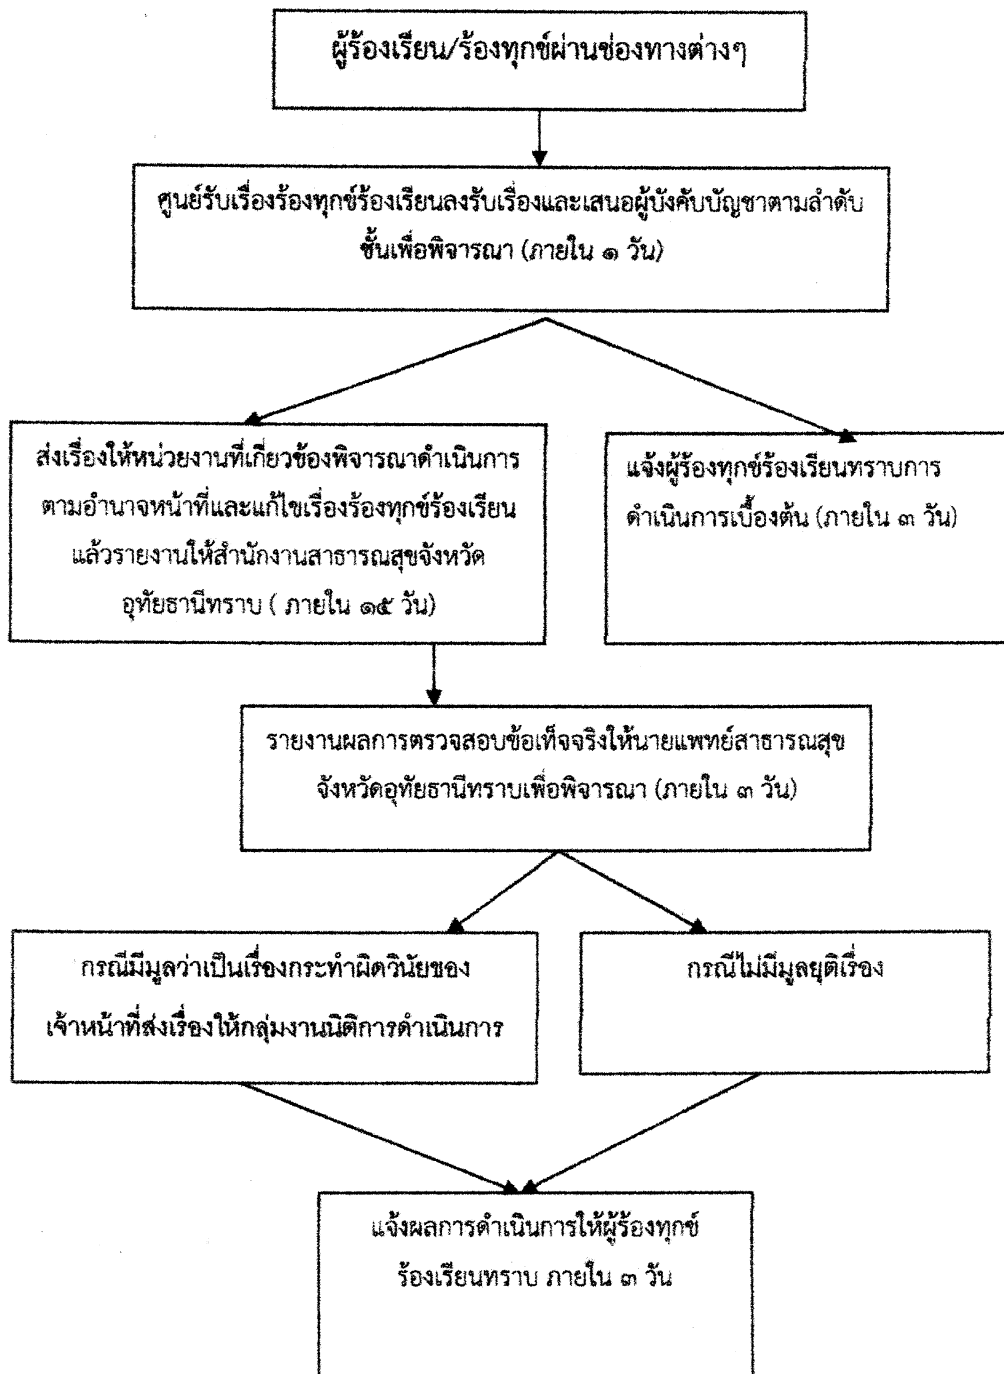 ผู้ร้องเรียน/ร้องทุกข์ผ่านช่องทางต่างๆ
ศูนย์รับเรื่องร้องทุกข์ร้องเรียนลงรับเรื่องและเสนอผู้บังคับบัญชาตามลำดับ
ชั้นเพื่อพิจารณา (ภายใน ๑ วัน)
ส่งเรื่องให้หน่วยงานที่เกี่ยวข้องพิจารณาดำเนินการ
ตามอำนาจหน้าที่และแก้ไขเรื่องร้องทุกข์ร้องเรียน
แล้วรายงานให้สำนักงานสาธารณสุขจังหวัด
อุทัยธานีทราบ ( ภายใน ๑๕ วัน)
แจ้งผู้ร้องทุกข์ร้องเรียนทราบการ
ดำเนินการเบื้องต้น (ภายใน ๓ วัน)
รายงานผลการตรวจสอบข้อเท็จจริงให้นายแพทย์สาธารณสุข
จังหวัดอุทัยธานีทราบเพื่อพิจารณา (ภายใน ๓ วัน)
กรณีมีมูลว่าเป็นเรื่องกระทำผิดวินัยของ
เจ้าหน้าที่ส่งเรื่องให้กลุ่มงานนิติการดำเนินการ
กรณีไม่มีมูลยุติเรื่อง
แจ้งผลการดำเนินการให้ผู้ร้องทุกข์
ร้องเรียนทราบ ภายใน ๓ วัน